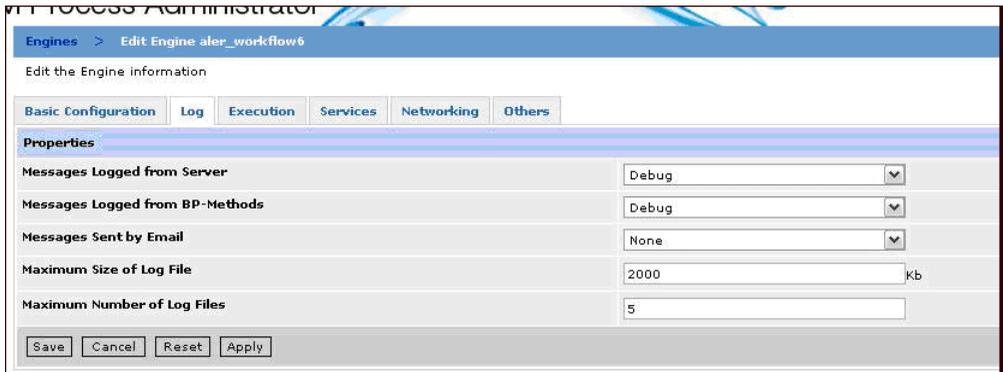 Process Administrator
Engines > Edit Engine aler_workflow6
Edit the Engine information
Basic Configuration Log Execution Services Networking Others
Properties
Messages Logged from Server Debug
Messages Logged from BP-Methods Debug
Messages Sent by Email None
Maximum Size of Log File 2000 Kb
Maximum Number of Log Files 5
Save Cancel Reset Apply